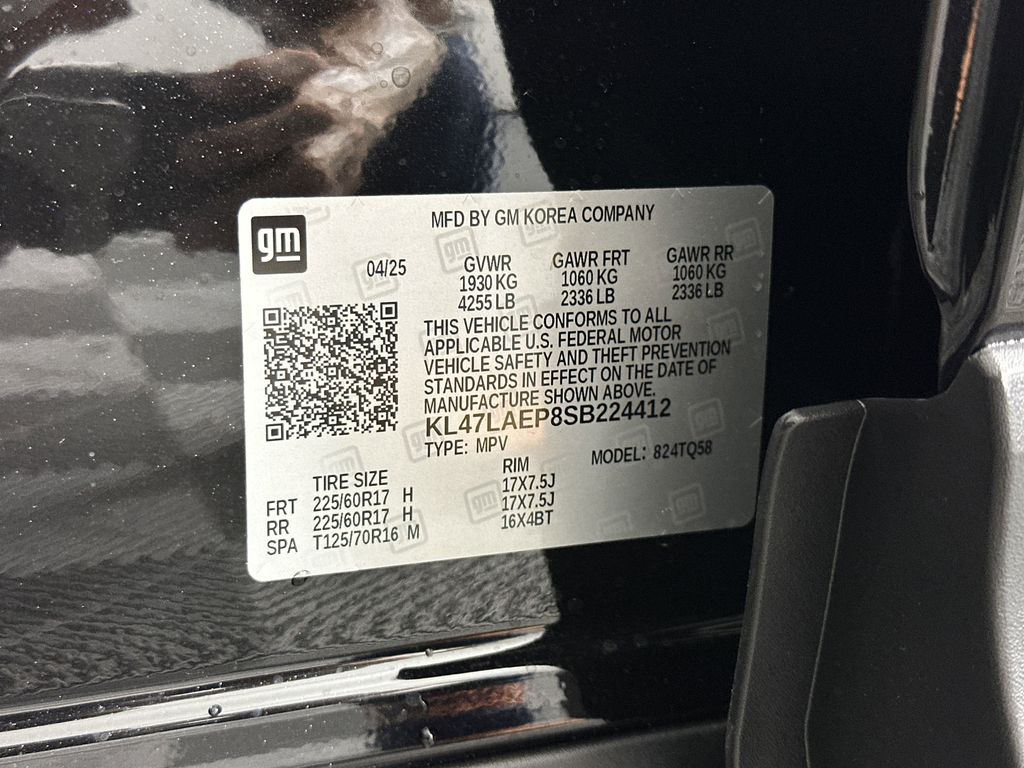 gm
MFD BY GM KOREA COMPANY
04/25
GVWR
1930 KG
4255 LB
GAWR FRT
1060 KG
2336 LB
GAWR RR
1060 KG
2336 LB
THIS VEHICLE CONFORMS TO ALL
APPLICABLE U.S. FEDERAL MOTOR
VEHICLE SAFETY AND THEFT PREVENTION
STANDARDS IN EFFECT ON THE DATE OF
MANUFACTURE SHOWN ABOVE.
KL47LAEP8SB224412
TYPE: MPV
MODEL: 824TQ58
TIRE SIZE RIM
FRT 225/60R17 H 17X7.5J
RR 225/60R17 H 17X7.5J
SPA T125/70R16 M 16X4BT